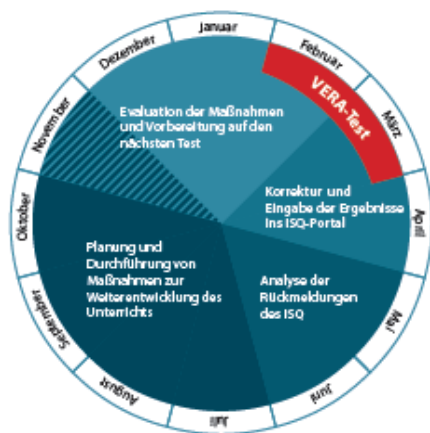 Januar
Februar
März
April
Mai
Juni
Juli
August
September
Oktober
November
Dezember
VERA-Test
Evaluation der Maßnahmen
und Vorbereitung auf den
nächsten Test
Korrektur und
Eingabe der Ergebnisse
ins ISQ-Portal
Analyse der
Rückmeldungen
des ISQ
Planung und
Durchführung von
Maßnahmen zur
Weiterentwicklung des
Unterrichts